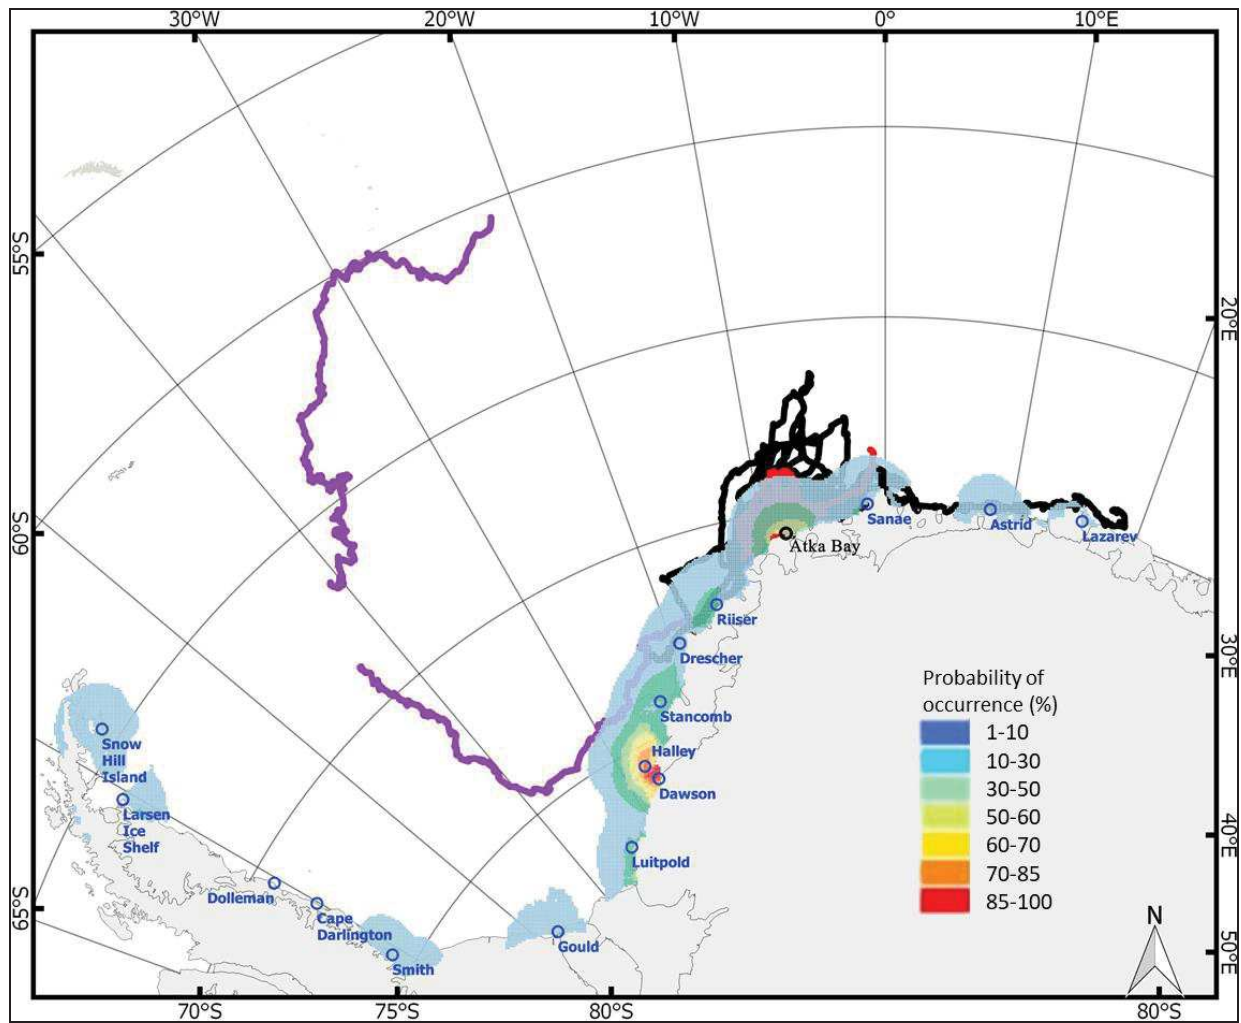 30°W
20°W
10°W
0°
10°E
55°S
20°E
Sanae
Astrid
Lazarev
Atka Bay
60°S
Riiser
Drescher
30°E
Probability of
occurrence (%)
Stancomb
1-10
Snow
Hill
Island
Halley
10-30
Dawson
30-50
Larsen
Ice
Shelf
50-60
40°E
60-70
Luitpold
70-85
Dolleman
85-100
65°S
Cape
Darlington
N
Gould
50°E
Smith
70°S
75°S
80°S
80°S